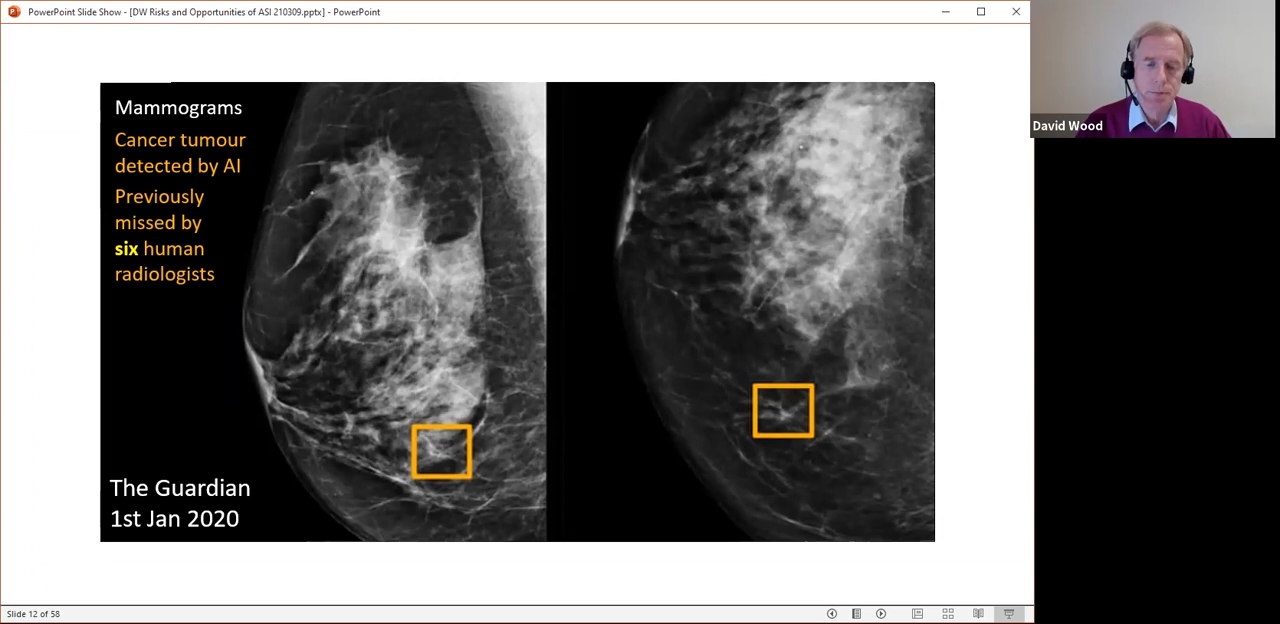 PowerPoint Slide Show - [DW Risks and Opportunities of ASI 210309.pptx] - PowerPoint
Mammograms
Cancer tumour
detected by AI
Previously
missed by
six human
radiologists
The Guardian
1st Jan 2020
David Wood
Slide 12 of 58